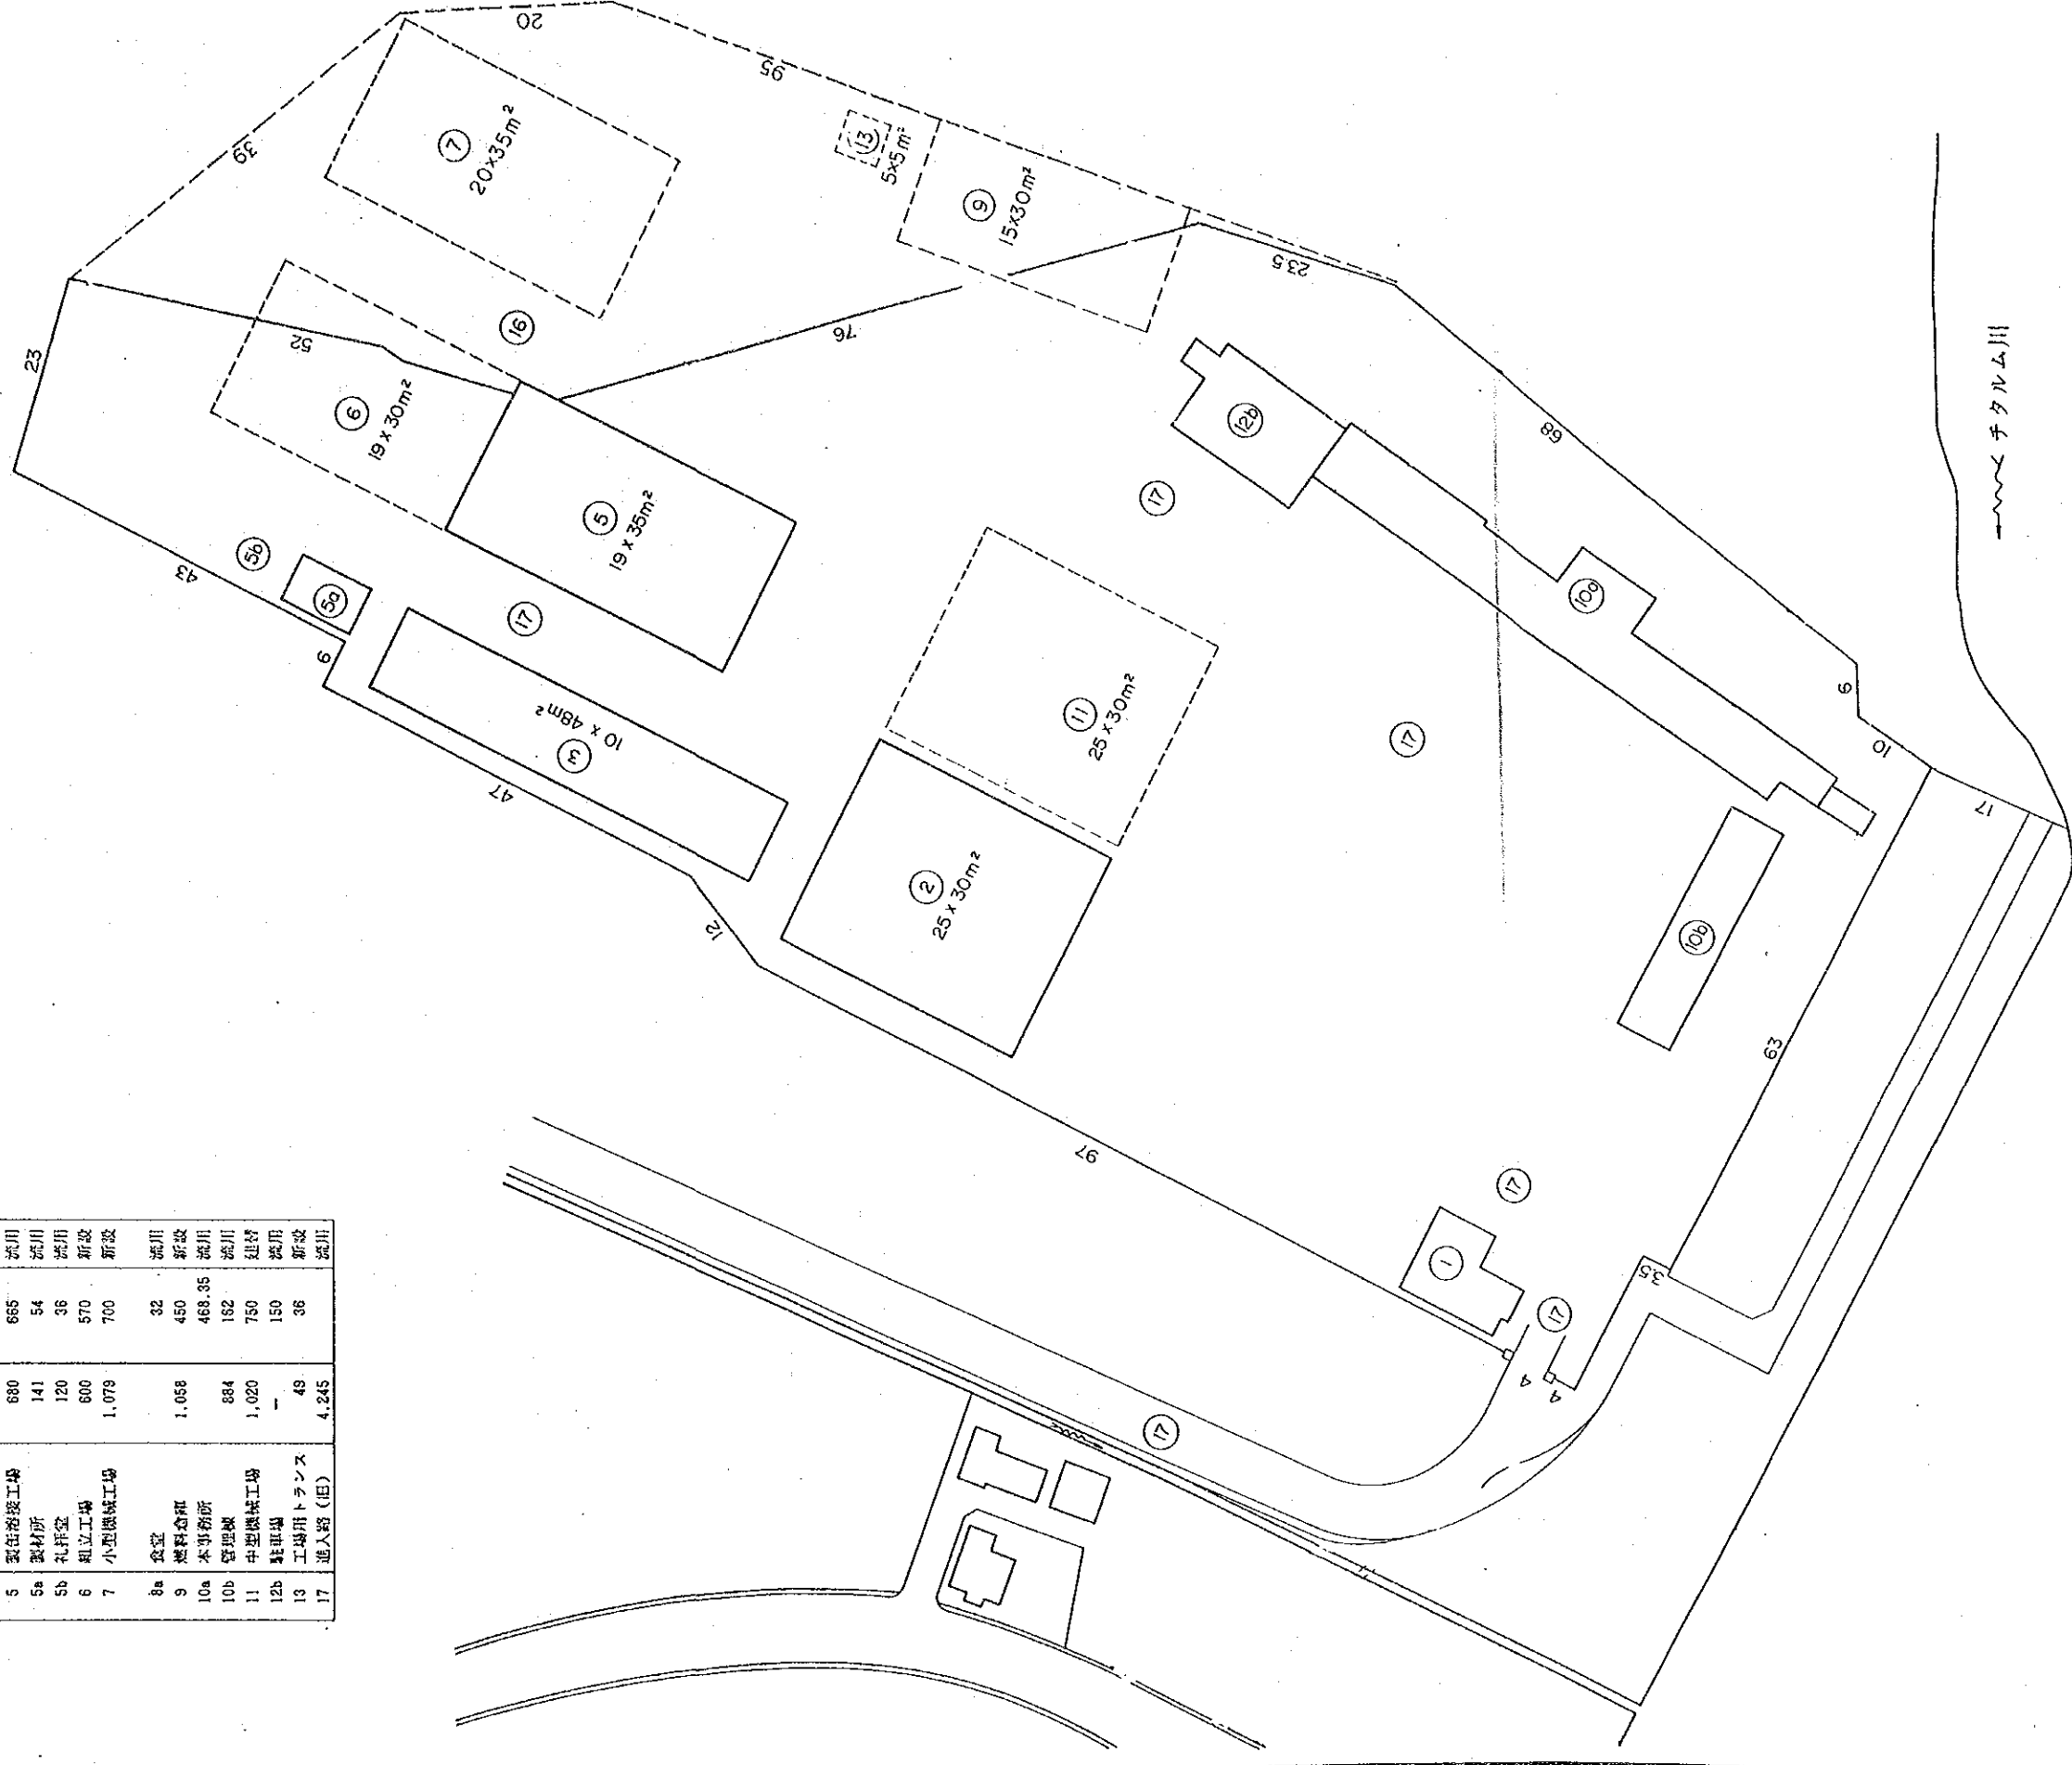 5 製缶溶接工場 680 665 流用
5a 製材所 141 54 流用
5b 礼拝堂 120 36 流用
6 組立工場 600 570 新設
7 小型機械工場 1,079 700 新設
8a 食堂 32 流用
9 燃料倉庫 1,058 450 新設
10a 本事務所 468.35 流用
10b 管理棟 884 162 流用
11 中型機械工場 1,020 750 建替
12b 駐車場 — 150 流用
13 工場用トランス 49 36 新設
17 進入路(旧) 4,245 流用
20
39
95
7
20×35m²
13
5×5m²
9
15×30m²
23
52
16
76
23.5
6
19×30m²
5
19×35m²
5b
5a
43
6
17
3
10×48m²
47
12
12b
17
68
11
25×30m²
2
25×30m²
17
10a
6
10
17
10b
63
97
17
1
17
3.5
4
4
17
チタルム川